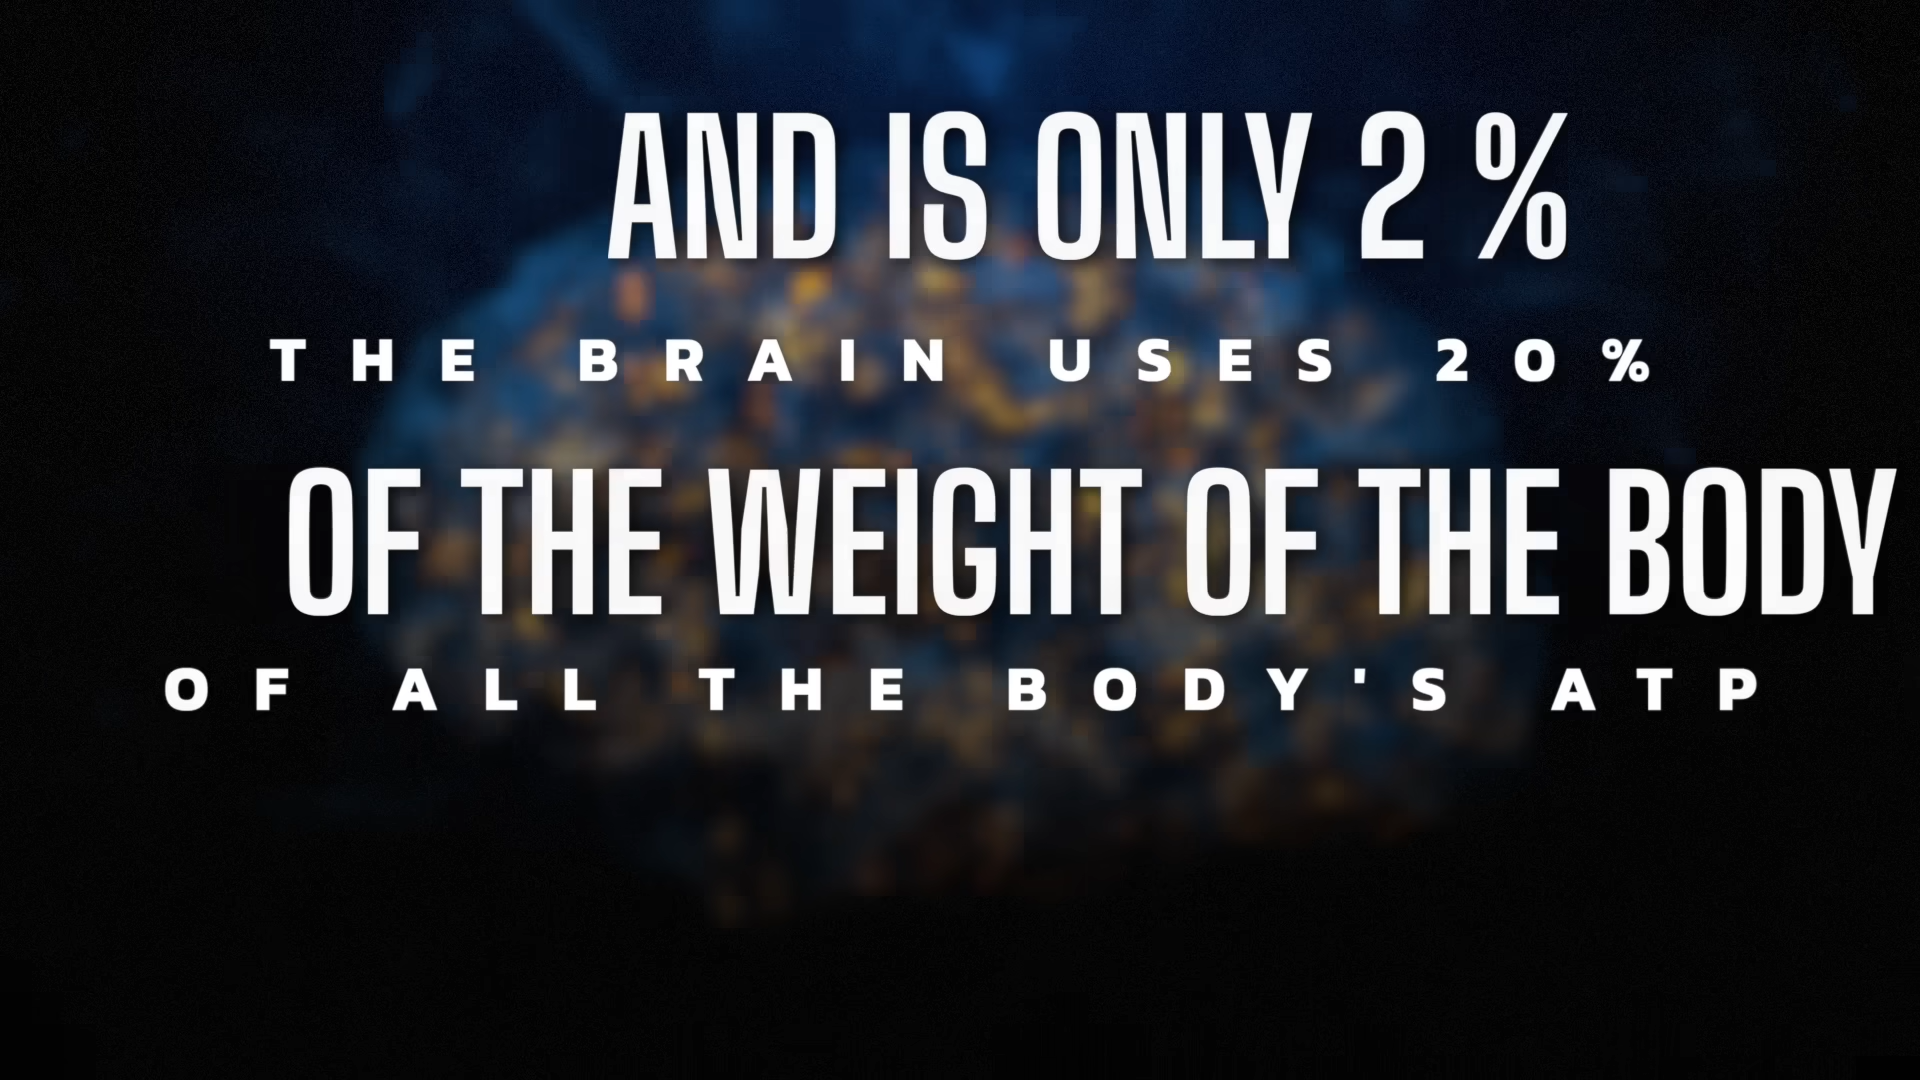 AND IS ONLY 2 %
THE BRAIN USES 20%
OF THE WEIGHT OF THE BODY
OF ALL THE BODY'S ATP